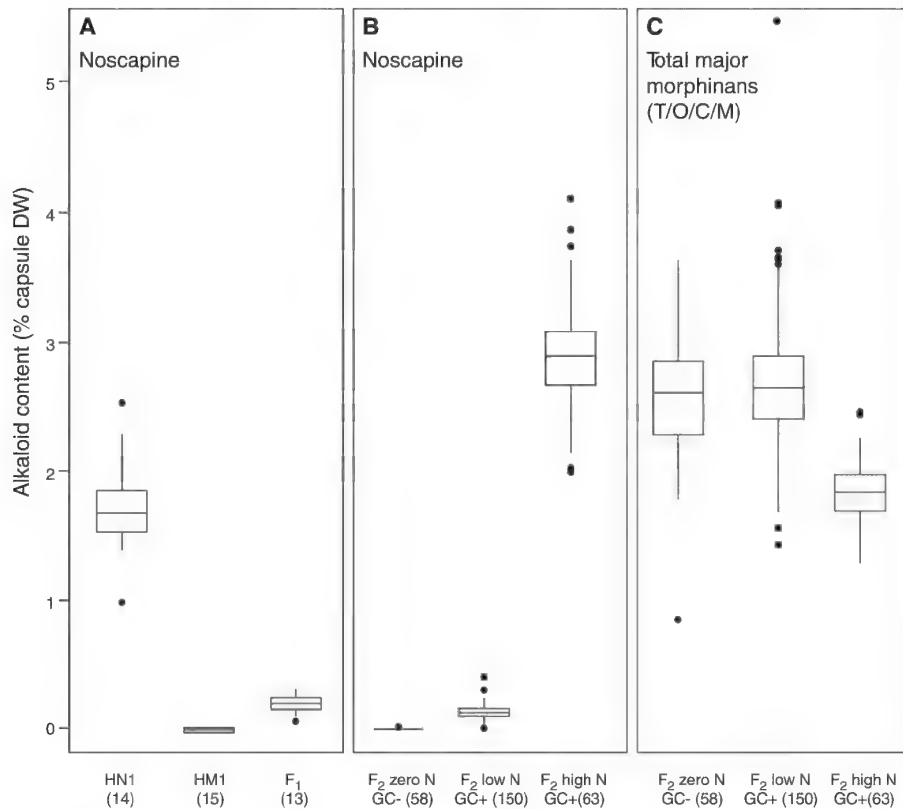 A
Noscapine
B
Noscapine
C
Total major
morphinans
(T/O/C/M)
Alkaloid content (% capsule DW)
5
4
3
2
1
0
HN1
(14)
HM1
(15)
F₁
(13)
F₂ zero N
GC- (58)
F₂ low N
GC+ (150)
F₂ high N
GC+(63)
F₂ zero N
GC- (58)
F₂ low N
GC+ (150)
F₂ high N
GC+(63)